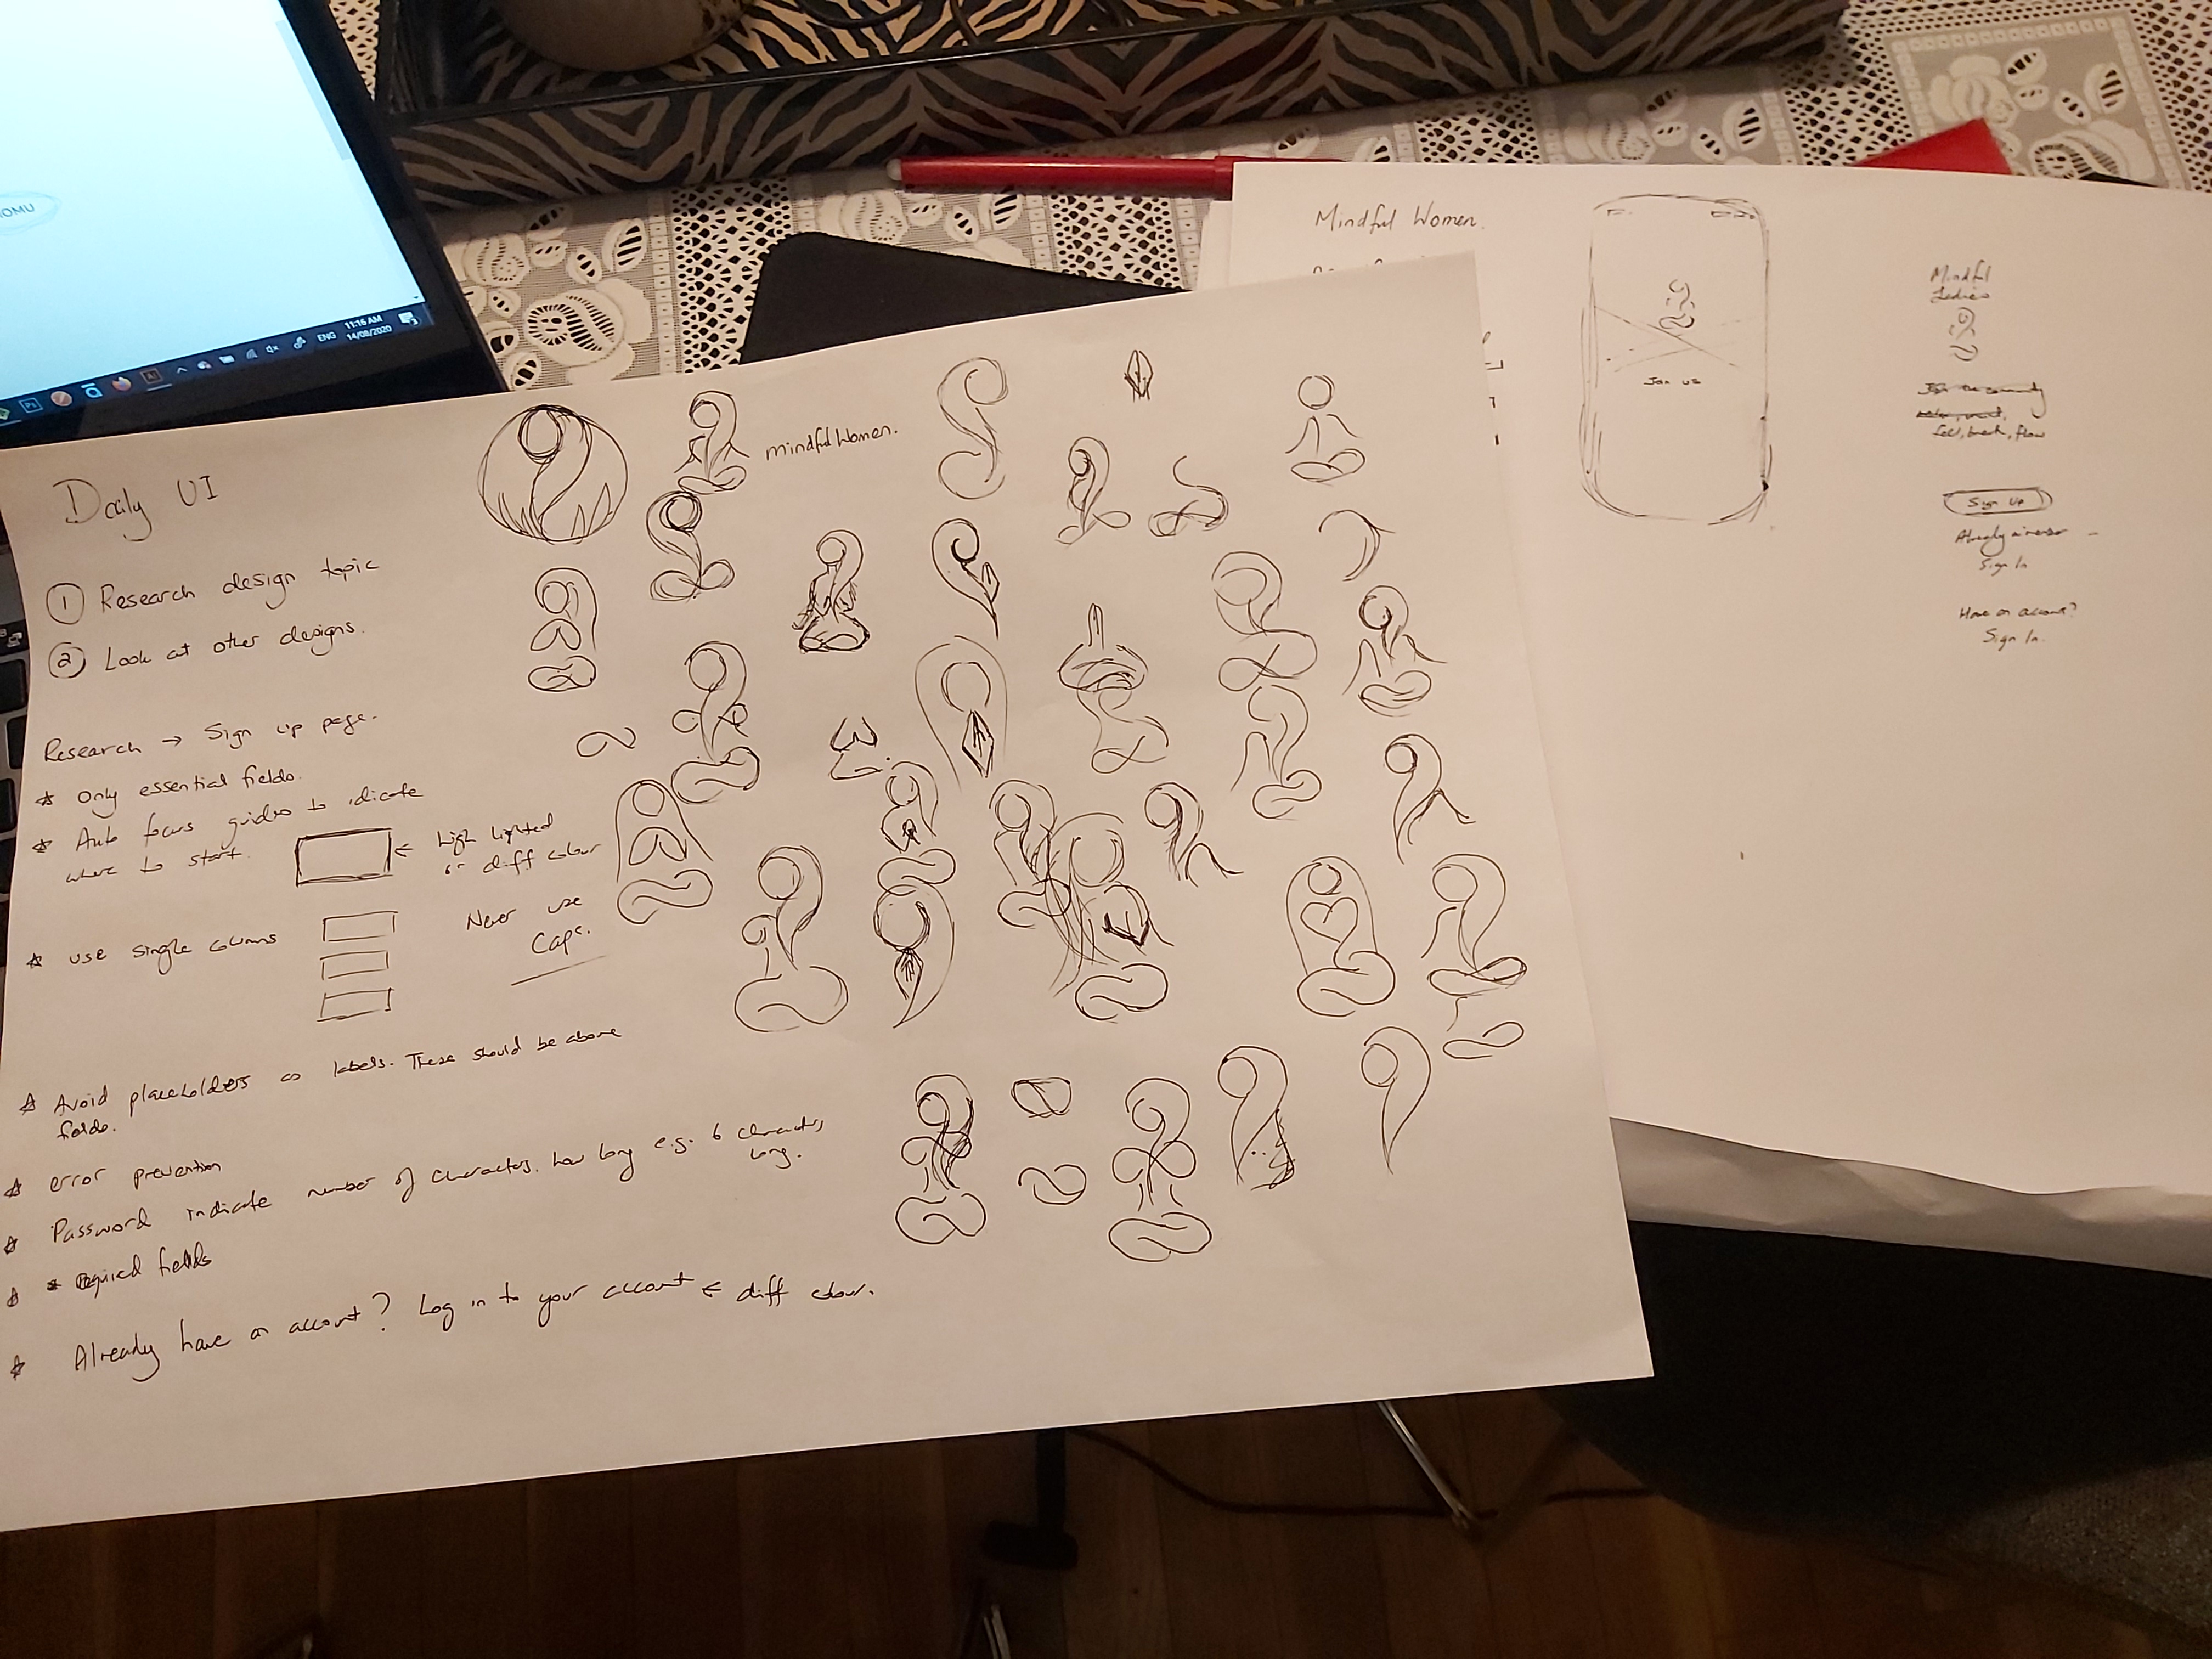 OMU
11:16 AM
ENG
14/08/2020
3
Ps
Daily UI
1 Research design topic
2 Look at other designs.
Research → Sign up page.
* Only essential fields.
* Auto focus guides to idicate
where to start.
← high lighted
or diff colour
* use single columns
Never use
Caps.
* Avoid placeholders as labels. These should be above
fields.
* error prevention
* Password indicate number of characters. how long e.g. 6 characters
long.
* * required fields
* Already have an account? Log in to your account ← diff colour.
mindful women.
Mindful Women.
Join us
Mindful
Ladies
Join the community
feel, breath, flow
Sign Up
Already a member
Sign In
Have an account?
Sign In.